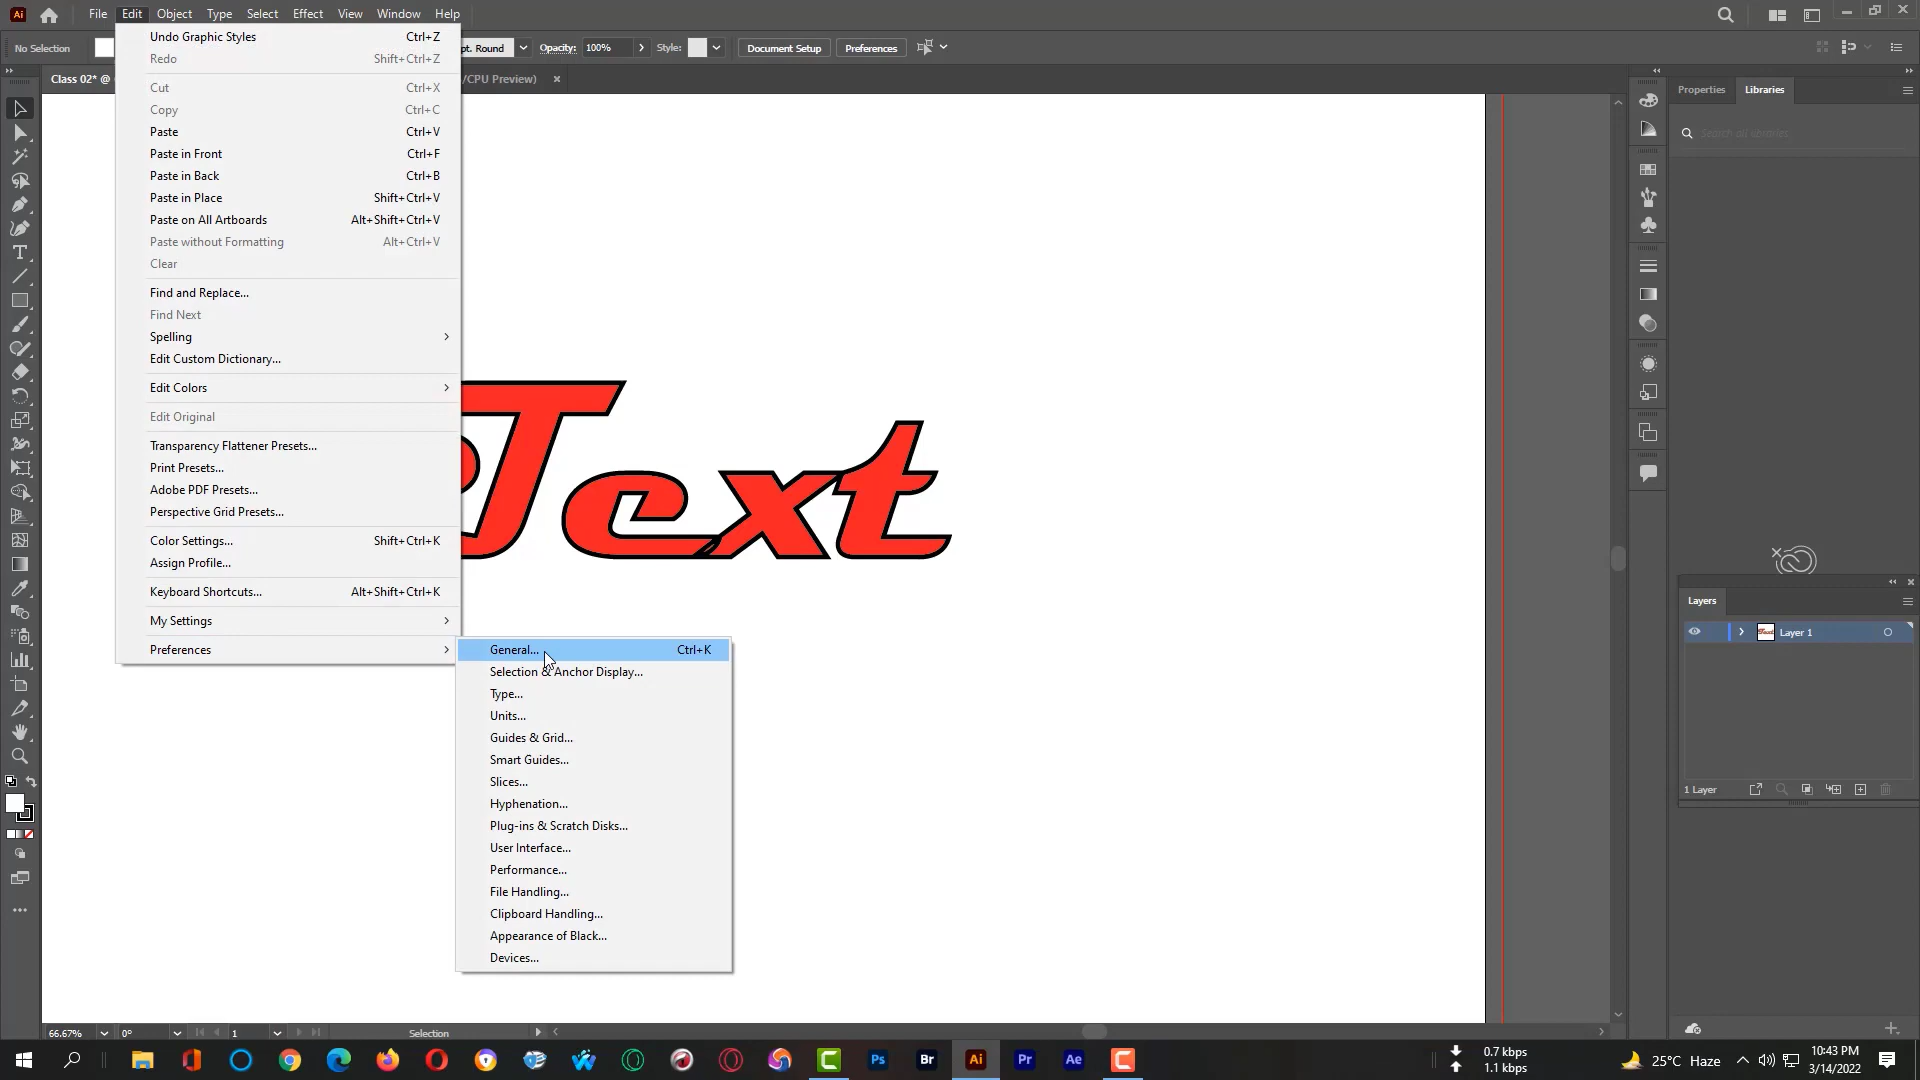 Ai File Edit Object Type Select Effect View Window Help
No Selection
pt. Round Opacity: 100% Style: Document Setup Preferences
Class 02* @
/CPU Preview) ×
Undo Graphic Styles Ctrl+Z
Redo Shift+Ctrl+Z
Cut Ctrl+X
Copy Ctrl+C
Paste Ctrl+V
Paste in Front Ctrl+F
Paste in Back Ctrl+B
Paste in Place Shift+Ctrl+V
Paste on All Artboards Alt+Shift+Ctrl+V
Paste without Formatting Alt+Ctrl+V
Clear
Find and Replace...
Find Next
Spelling
Edit Custom Dictionary...
Edit Colors
Edit Original
Transparency Flattener Presets...
Print Presets...
Adobe PDF Presets...
Perspective Grid Presets...
Color Settings... Shift+Ctrl+K
Assign Profile...
Keyboard Shortcuts... Alt+Shift+Ctrl+K
My Settings
Preferences
General... Ctrl+K
Selection & Anchor Display...
Type...
Units...
Guides & Grid...
Smart Guides...
Slices...
Hyphenation...
Plug-ins & Scratch Disks...
User Interface...
Performance...
File Handling...
Clipboard Handling...
Appearance of Black...
Devices...
Text
Properties Libraries
Search all libraries
Layers
Layer 1
1 Layer
66.67% 0° 1 Selection
Ps Br Ai Pr Ae
0.7 kbps
1.1 kbps
25°C Haze
10:43 PM
3/14/2022